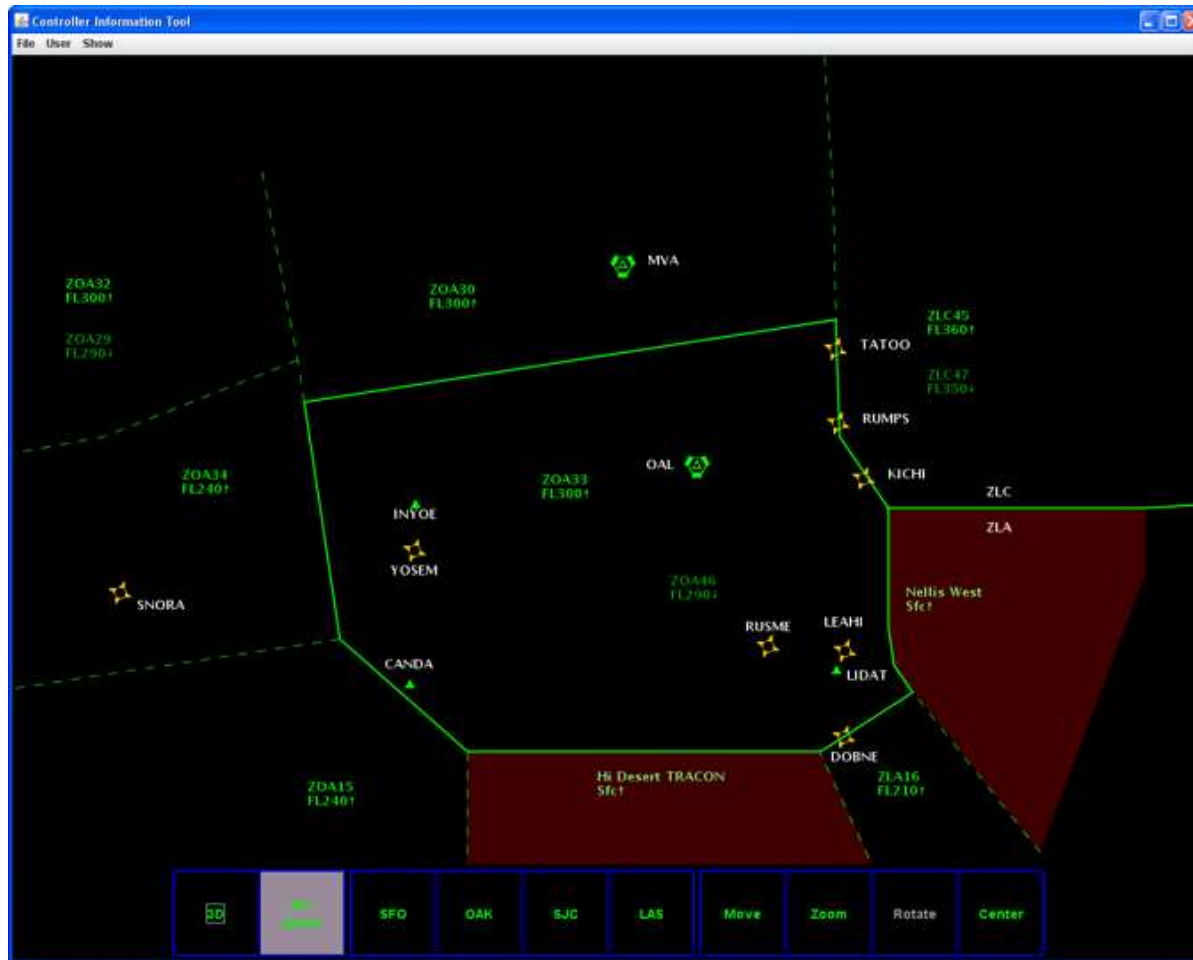 Controller Information Tool
File User Show
MVA
ZOA32
FL300↑
ZOA30
FL300↑
ZOA29
FL290↓
ZLC45
FL360↑
TATOO
ZLC47
FL350↓
RUMPS
OAL
KICHI
ZOA34
FL240↑
ZOA33
FL300↑
ZLC
INYOE
ZLA
YOSEM
ZOA46
FL290↓
Nellis West
Sfc↑
SNORA
RUSME
LEAHI
CANDA
LIDAT
DOBNE
Hi Desert TRACON
Sfc↑
ZOA15
FL240↑
ZLA16
FL210↑
3D
SFO
OAK
SJC
LAS
Move
Zoom
Rotate
Center